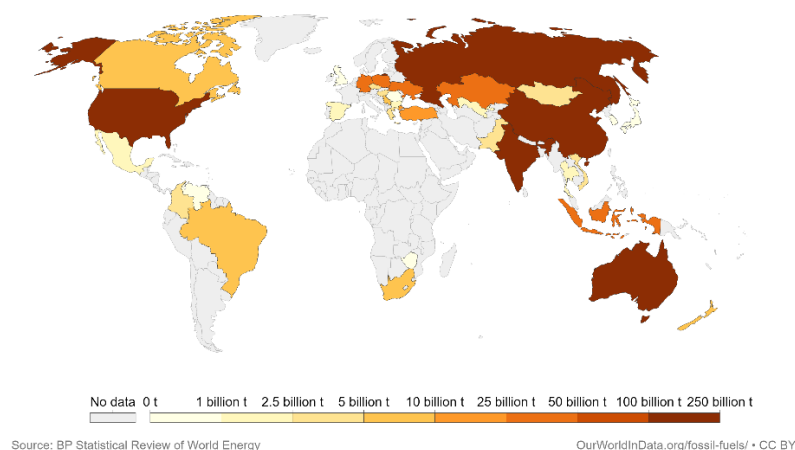 No data 0 t 1 billion t 2.5 billion t 5 billion t 10 billion t 25 billion t 50 billion t 100 billion t 250 billion t
Source: BP Statistical Review of World Energy OurWorldInData.org/fossil-fuels/ • CC BY